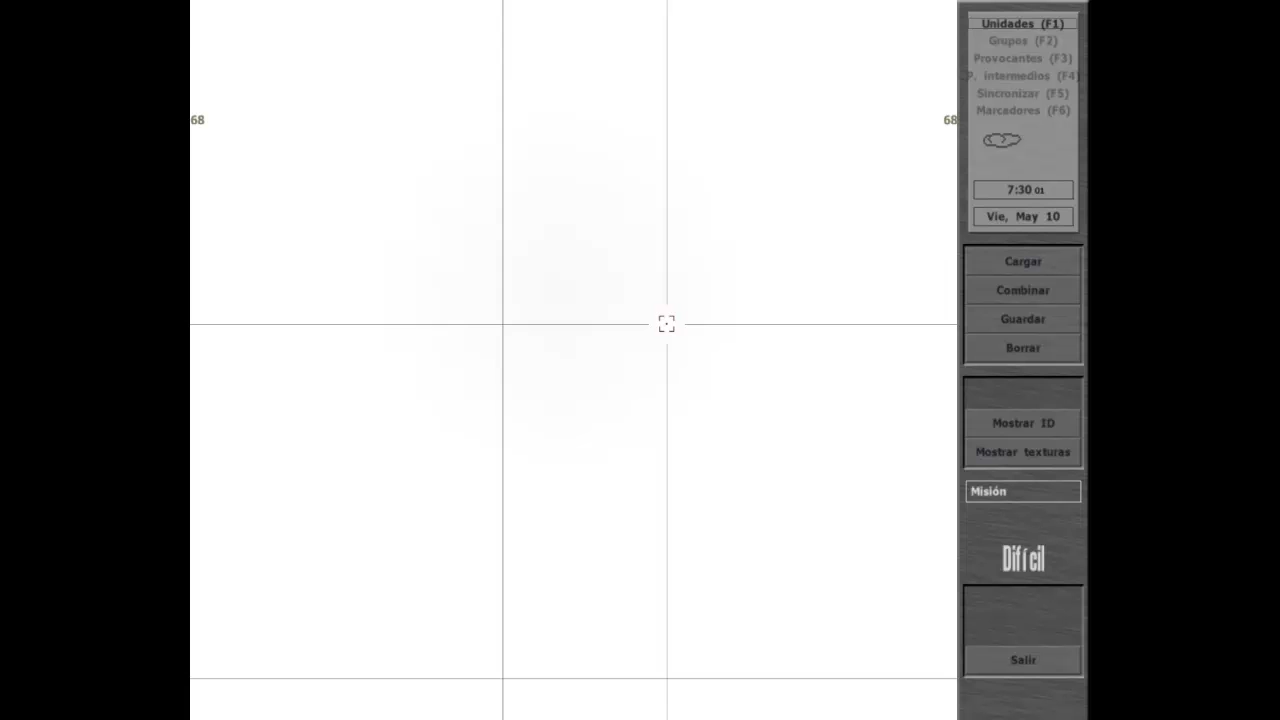 68
68
Unidades (F1)
Grupos (F2)
Provocantes (F3)
P. intermedios (F4)
Sincronizar (F5)
Marcadores (F6)
7:30 01
Vie, May 10
Cargar
Combinar
Guardar
Borrar
Mostrar ID
Mostrar texturas
Misión
Difícil
Salir